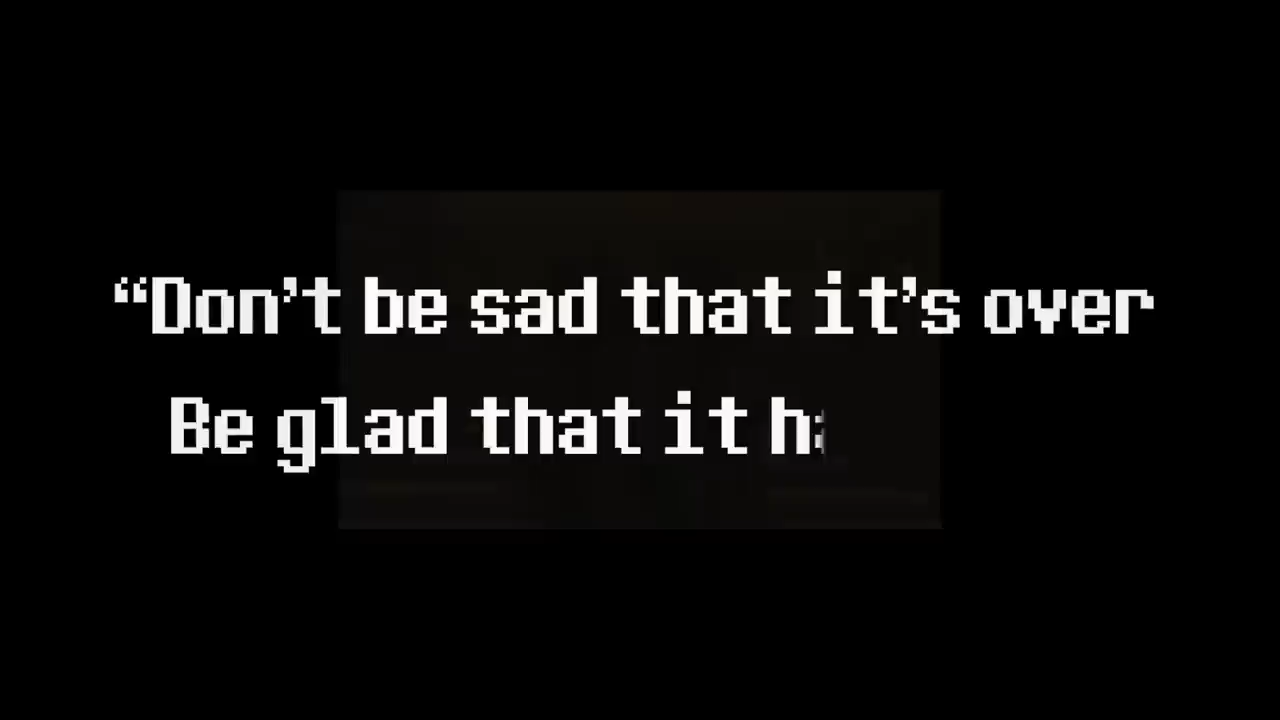 “Don’t be sad that it’s over
Be glad that it